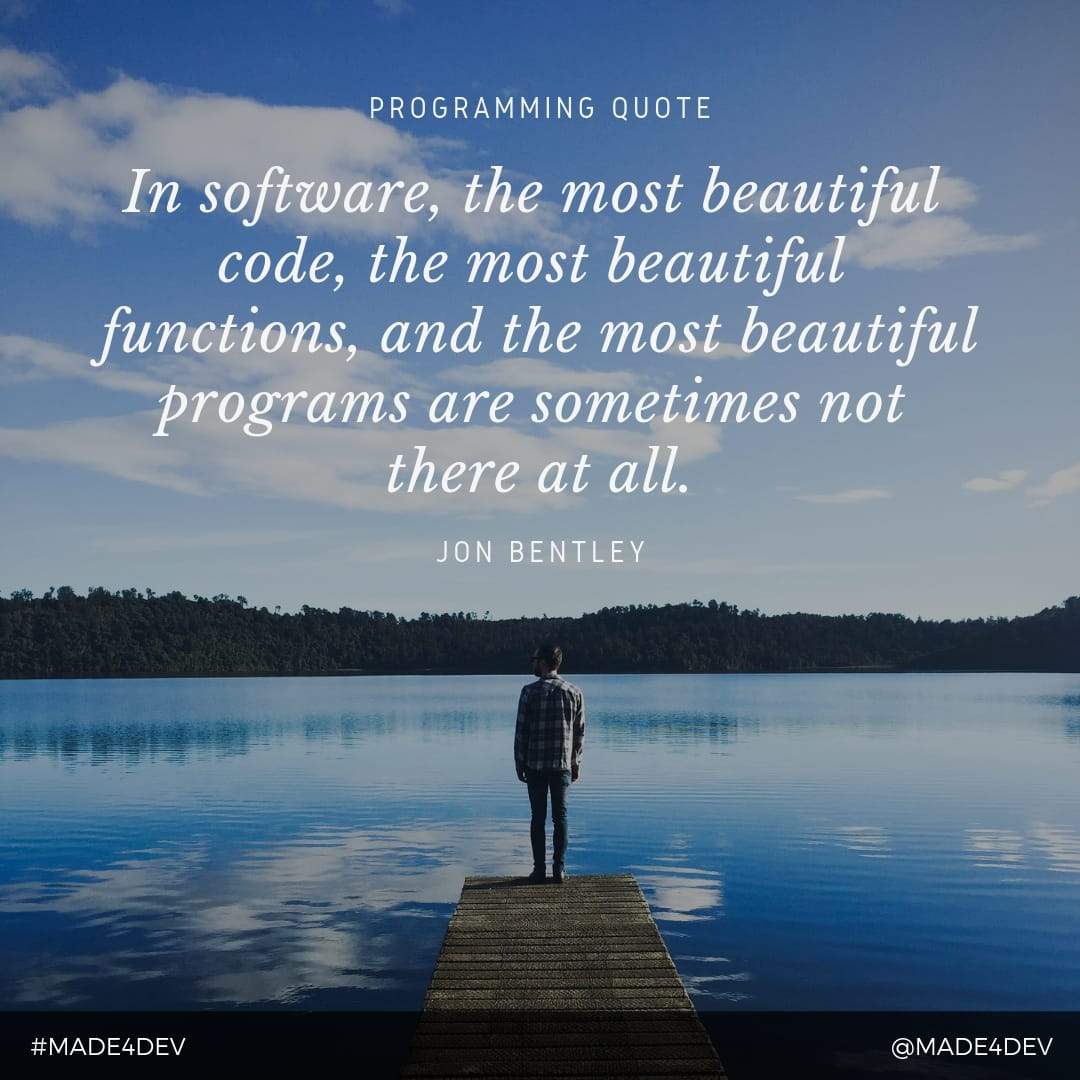 PROGRAMMING QUOTE
In software, the most beautiful
code, the most beautiful
functions, and the most beautiful
programs are sometimes not
there at all.
JON BENTLEY
#MADE4DEV
@MADE4DEV